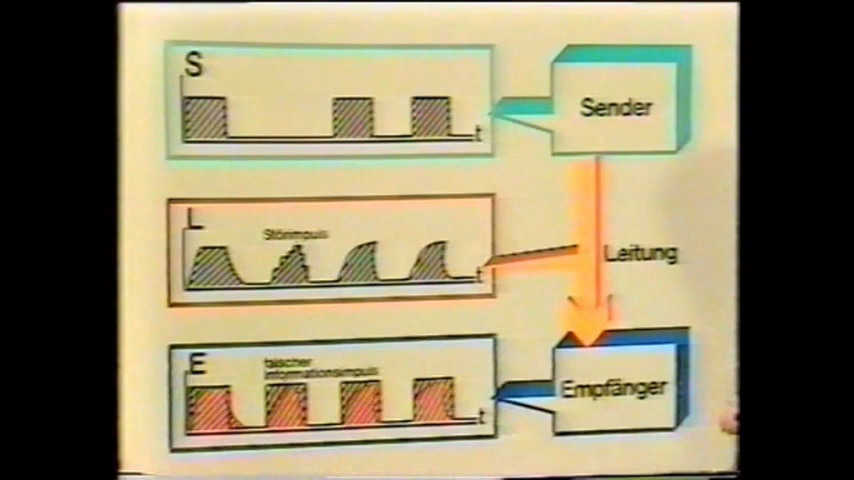 S
t
Sender
L
Störimpuls
t
Leitung
E
falscher
Informationsimpuls
t
Empfänger